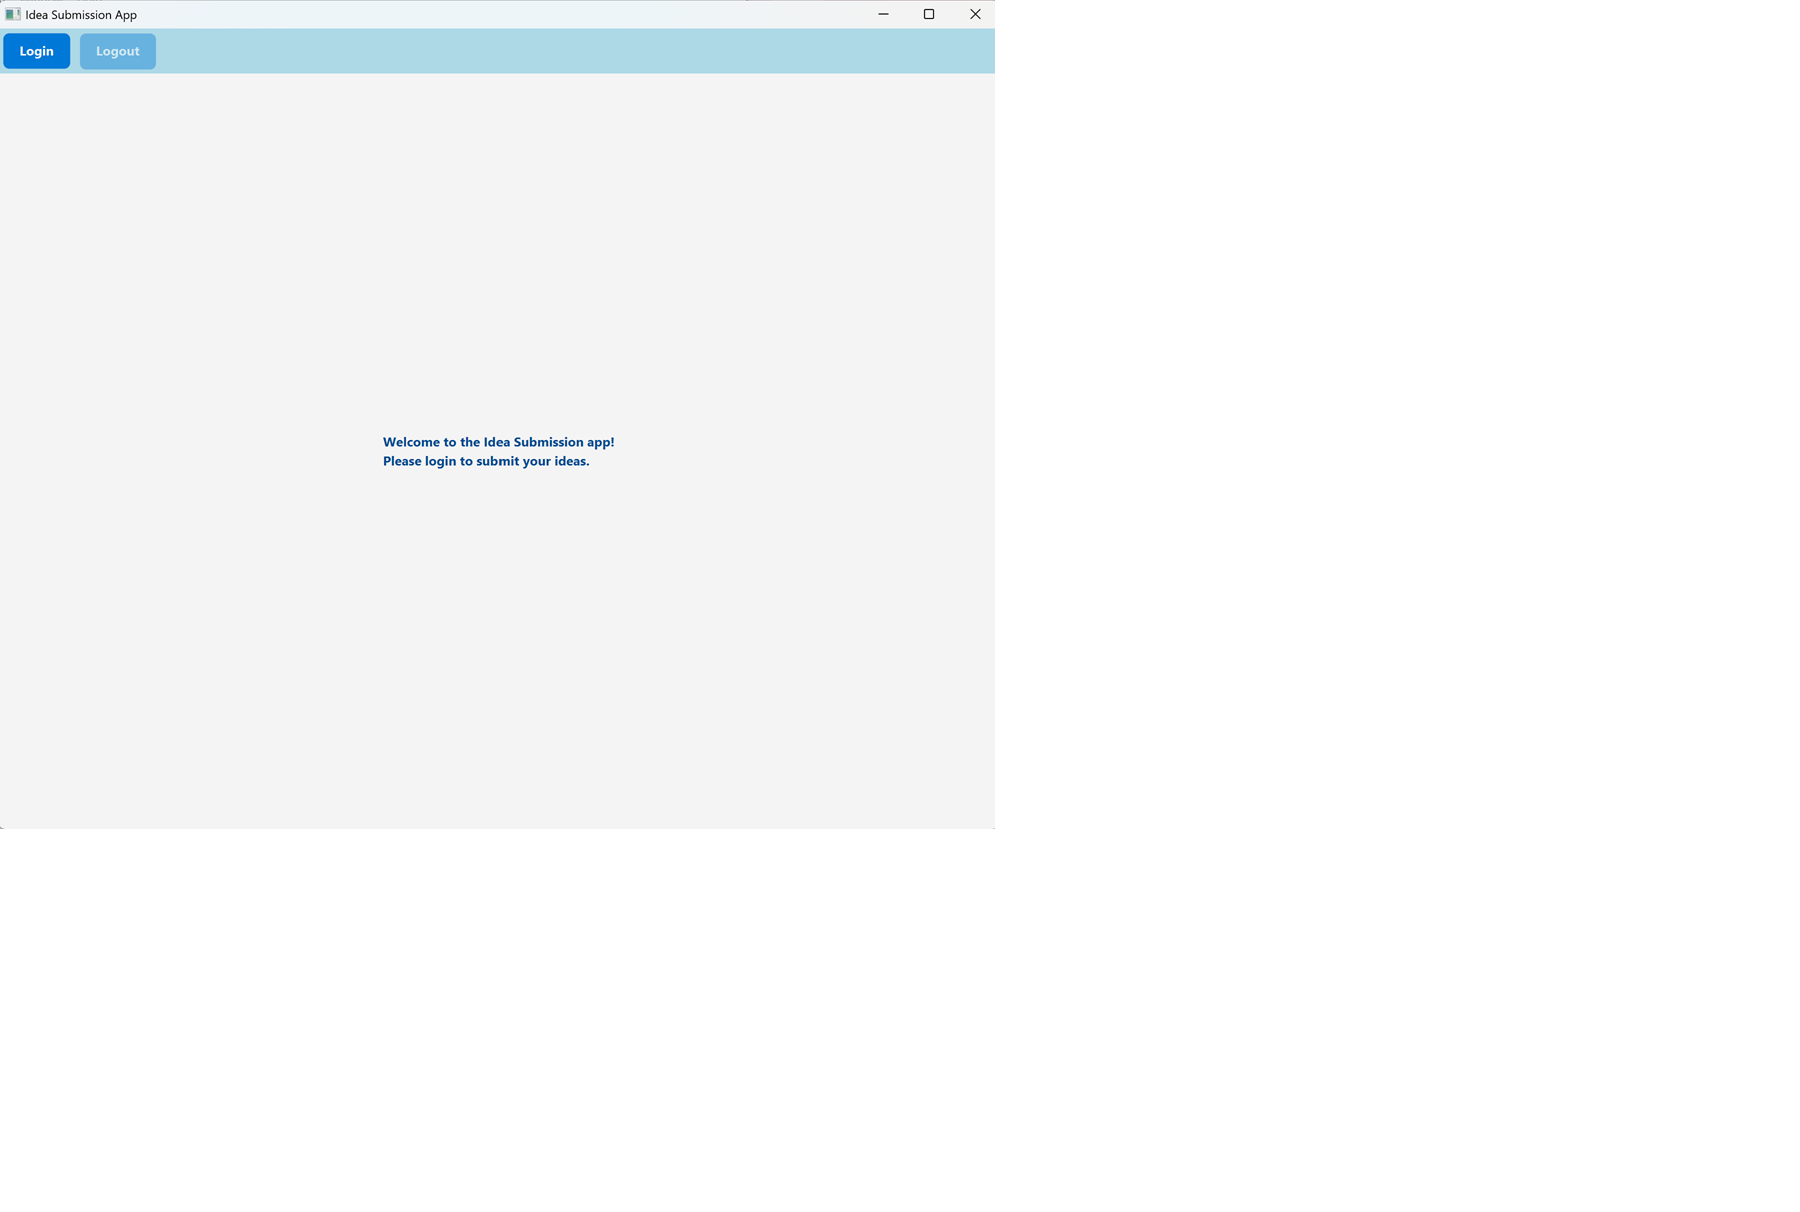 Idea Submission App
Login Logout
Welcome to the Idea Submission app!
Please login to submit your ideas.